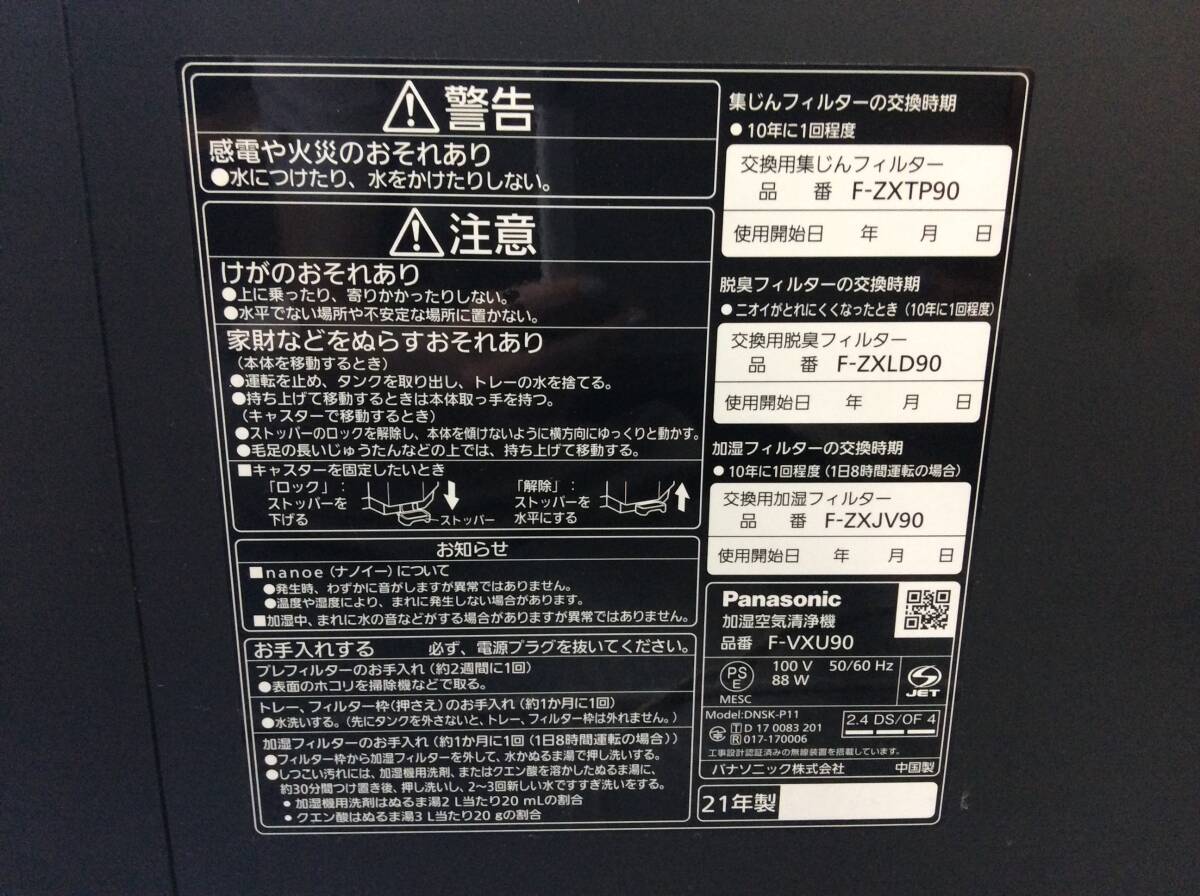 警告
感電や火災のおそれあり
●水につけたり、水をかけたりしない。
注意
けがのおそれあり
●上に乗ったり、寄りかかったりしない。
●水平でない場所や不安定な場所に置かない。
家財などをぬらすおそれあり
(本体を移動するとき)
●運転を止め、タンクを取り出し、トレーの水を捨てる。
●持ち上げて移動するときは本体取っ手を持つ。
(キャスターで移動するとき)
●ストッパーのロックを解除し、本体を傾けないように横方向にゆっくりと動かす。
●毛足の長いじゅうたんなどの上では、持ち上げて移動する。
■キャスターを固定したいとき
「ロック」:
ストッパーを
下げる
ストッパー
「解除」:
ストッパーを
水平にする
お知らせ
■nanoe(ナノイー)について
●発生時、わずかに音がしますが異常ではありません。
●温度や湿度により、まれに発生しない場合があります。
■加湿中、まれに水の音などがする場合がありますが異常ではありません。
お手入れする 必ず、電源プラグを抜いてください。
プレフィルターのお手入れ(約2週間に1回)
●表面のホコリを掃除機などで取る。
トレー、フィルター枠(押さえ)のお手入れ(約1か月に1回)
●水洗いする。(先にタンクを外さないと、トレー、フィルター枠は外れません。)
加湿フィルターのお手入れ(約1か月に1回(1日8時間運転の場合))
●フィルター枠から加湿フィルターを外して、水かぬるま湯で押し洗いする。
●しつこい汚れには、加湿機用洗剤、またはクエン酸を溶かしたぬるま湯に、
約30分間つけ置き後、押し洗いし、2〜3回新しい水ですすぎ洗いをする。
・加湿機用洗剤はぬるま湯2 L当たり20 mLの割合
・クエン酸はぬるま湯3 L当たり20 gの割合
集じんフィルターの交換時期
●10年に1回程度
交換用集じんフィルター
品 番 F-ZXTP90
使用開始日 年 月 日
脱臭フィルターの交換時期
●ニオイがとれにくくなったとき(10年に1回程度)
交換用脱臭フィルター
品 番 F-ZXLD90
使用開始日 年 月 日
加湿フィルターの交換時期
●10年に1回程度(1日8時間運転の場合)
交換用加湿フィルター
品 番 F-ZXJV90
使用開始日 年 月 日
Panasonic
加湿空気清浄機
品番 F-VXU90
PS
E
MESC
100 V 50/60 Hz
88 W
JET
Model:DNSK-P11
T D 17 0083 201
R 017-170006
2.4 DS/OF 4
工事設計認証済みの無線装置を搭載しています。
パナソニック株式会社 中国製
21年製